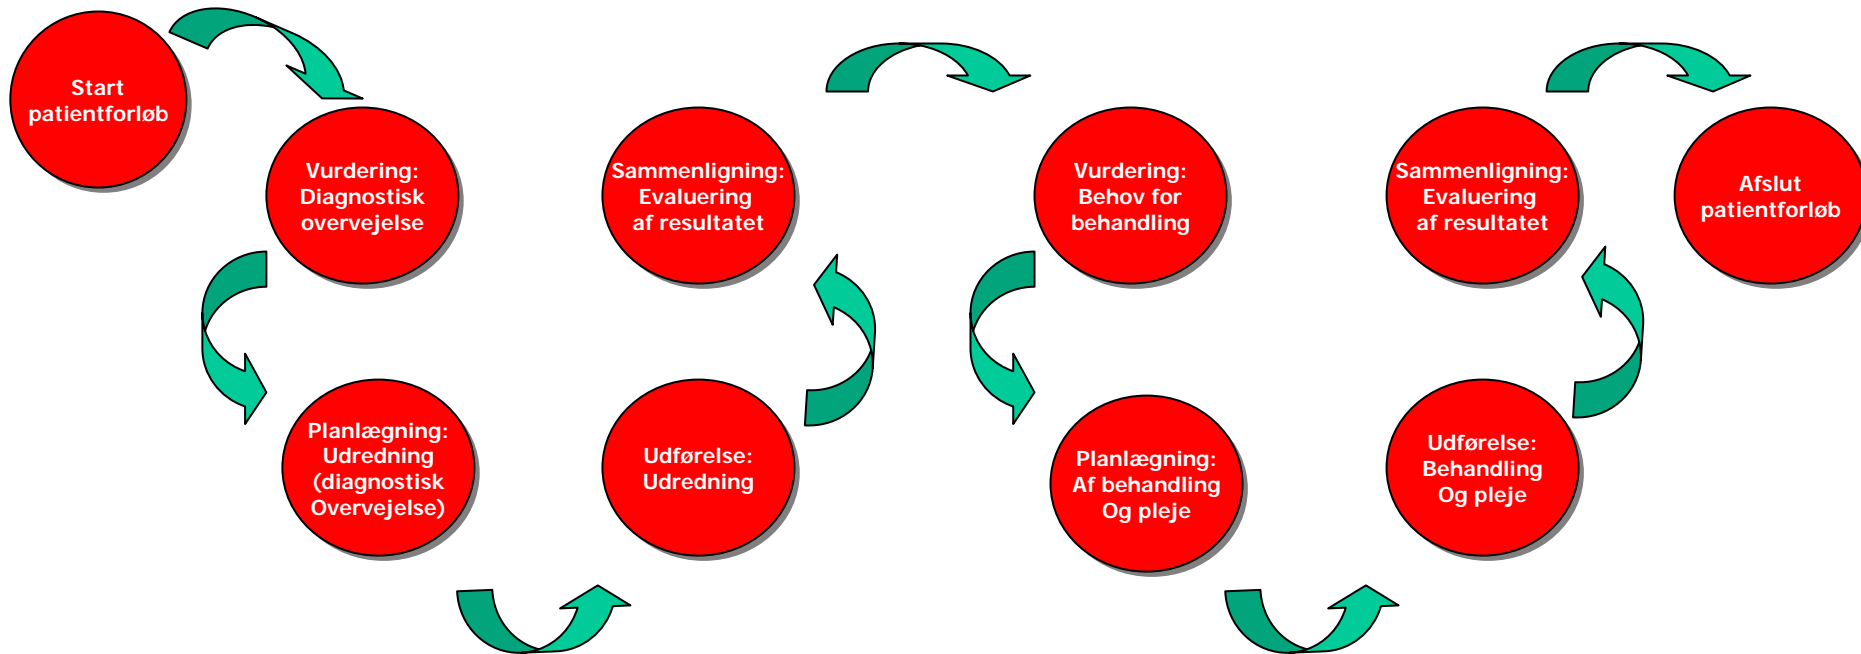 Start
patientforløb
Vurdering:
Diagnostisk
overvejelse
Planlægning:
Udredning
(diagnostisk
Overvejelse)
Udførelse:
Udredning
Sammenligning:
Evaluering
af resultatet
Vurdering:
Behov for
behandling
Planlægning:
Af behandling
Og pleje
Udførelse:
Behandling
Og pleje
Sammenligning:
Evaluering
af resultatet
Afslut
patientforløb